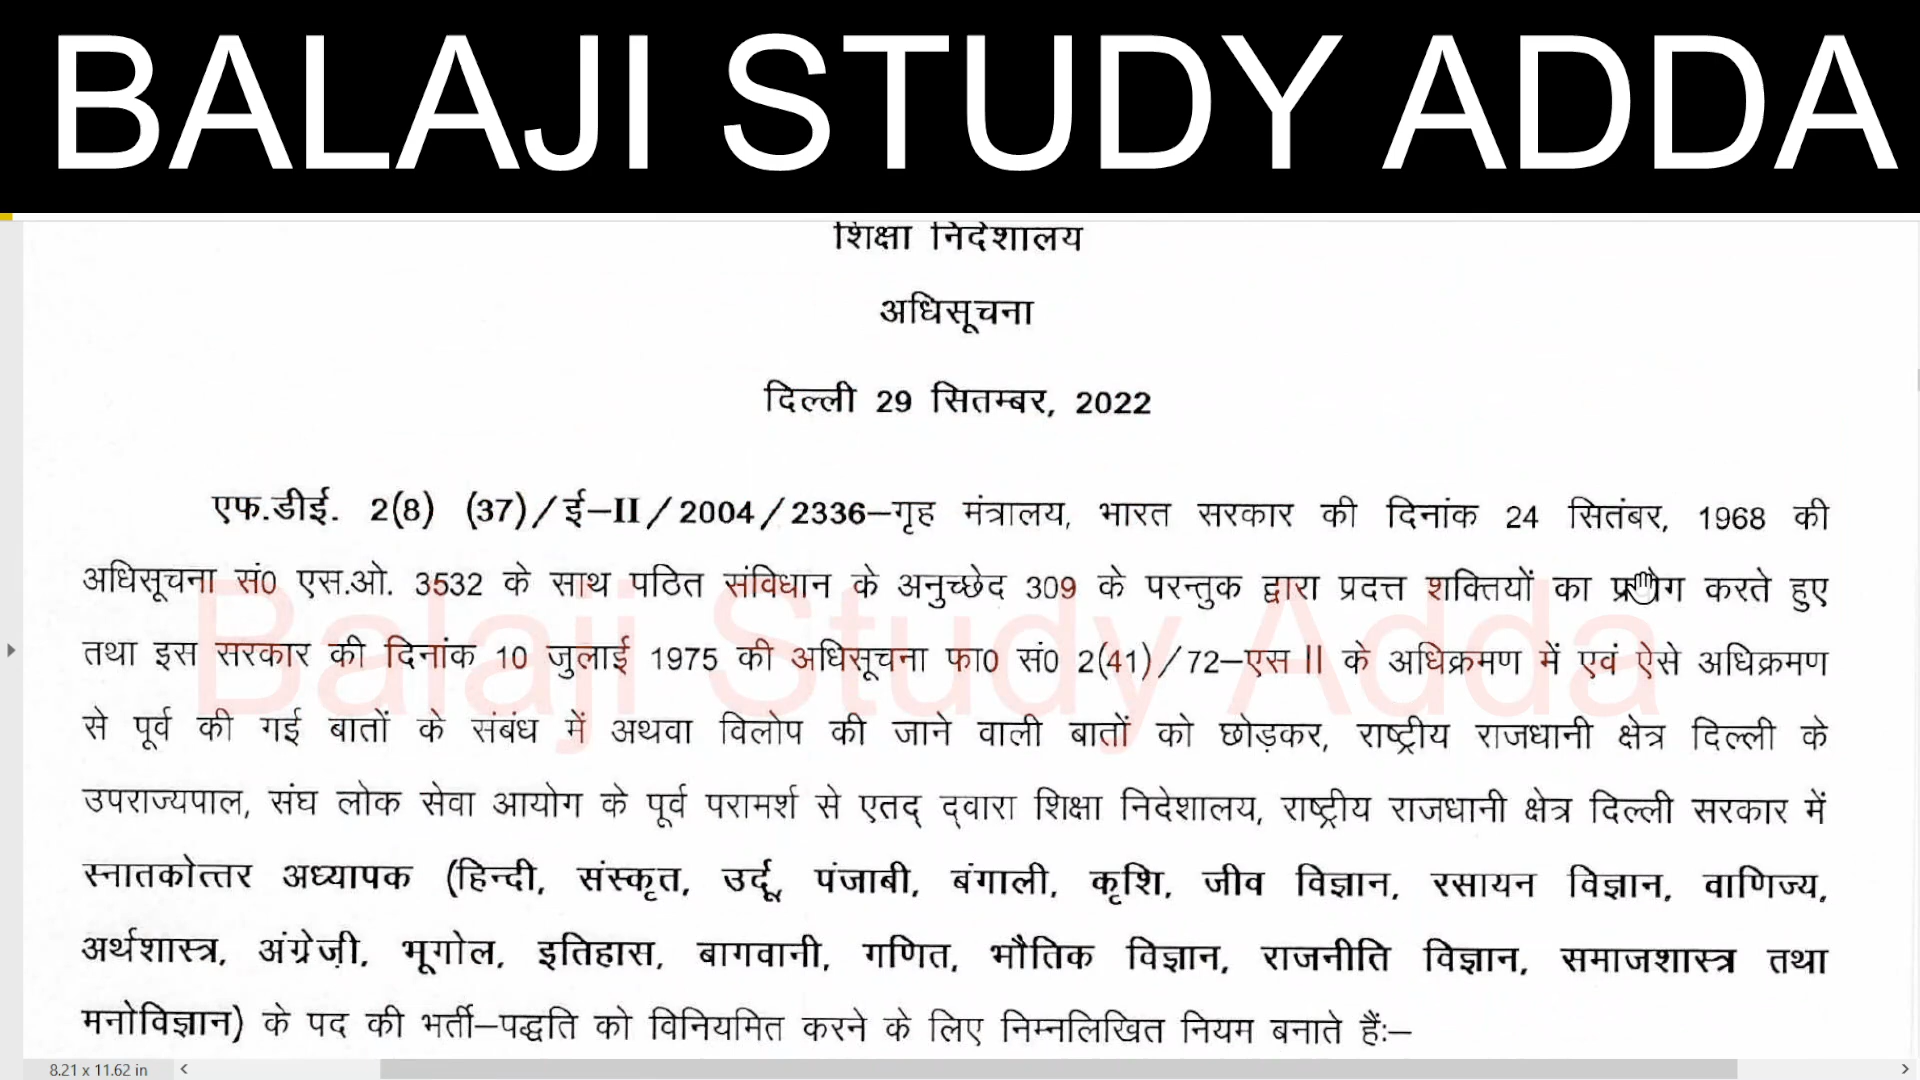 BALAJI STUDY ADDA
शिक्षा निदेशालय
अधिसूचना
दिल्ली 29 सितम्बर, 2022
एफ.डीई. 2(8) (37)/ई–II/2004/2336–गृह मंत्रालय, भारत सरकार की दिनांक 24 सितंबर, 1968 की
अधिसूचना सं0 एस.ओ. 3532 के साथ पठित संविधान के अनुच्छेद 309 के परन्तुक द्वारा प्रदत्त शक्तियों का प्रयोग करते हुए
तथा इस सरकार की दिनांक 10 जुलाई 1975 की अधिसूचना फा0 सं0 2(41)/72–एस II के अधिक्रमण में एवं ऐसे अधिक्रमण
से पूर्व की गई बातों के संबंध में अथवा विलोप की जाने वाली बातों को छोड़कर, राष्ट्रीय राजधानी क्षेत्र दिल्ली के
उपराज्यपाल, संघ लोक सेवा आयोग के पूर्व परामर्श से एतद् द्वारा शिक्षा निदेशालय, राष्ट्रीय राजधानी क्षेत्र दिल्ली सरकार में
स्नातकोत्तर अध्यापक (हिन्दी, संस्कृत, उर्दू, पंजाबी, बंगाली, कृशि, जीव विज्ञान, रसायन विज्ञान, वाणिज्य,
अर्थशास्त्र, अंग्रेज़ी, भूगोल, इतिहास, बागवानी, गणित, भौतिक विज्ञान, राजनीति विज्ञान, समाजशास्त्र तथा
मनोविज्ञान) के पद की भर्ती–पद्धति को विनियमित करने के लिए निम्नलिखित नियम बनाते हैंः–
Balaji Study Adda
8.21 x 11.62 in